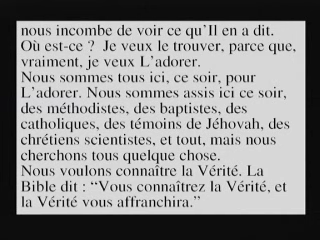 nous incombe de voir ce qu’Il en a dit.
Où est-ce ?  Je veux le trouver, parce que,
vraiment, je veux L’adorer.
Nous sommes tous ici, ce soir, pour
L’adorer. Nous sommes assis ici ce soir,
des méthodistes, des baptistes, des
catholiques, des témoins de Jéhovah, des
chrétiens scientistes, et tout, mais nous
cherchons tous quelque chose.
Nous voulons connaître la Vérité. La
Bible dit : “Vous connaîtrez la Vérité, et
la Vérité vous affranchira.”